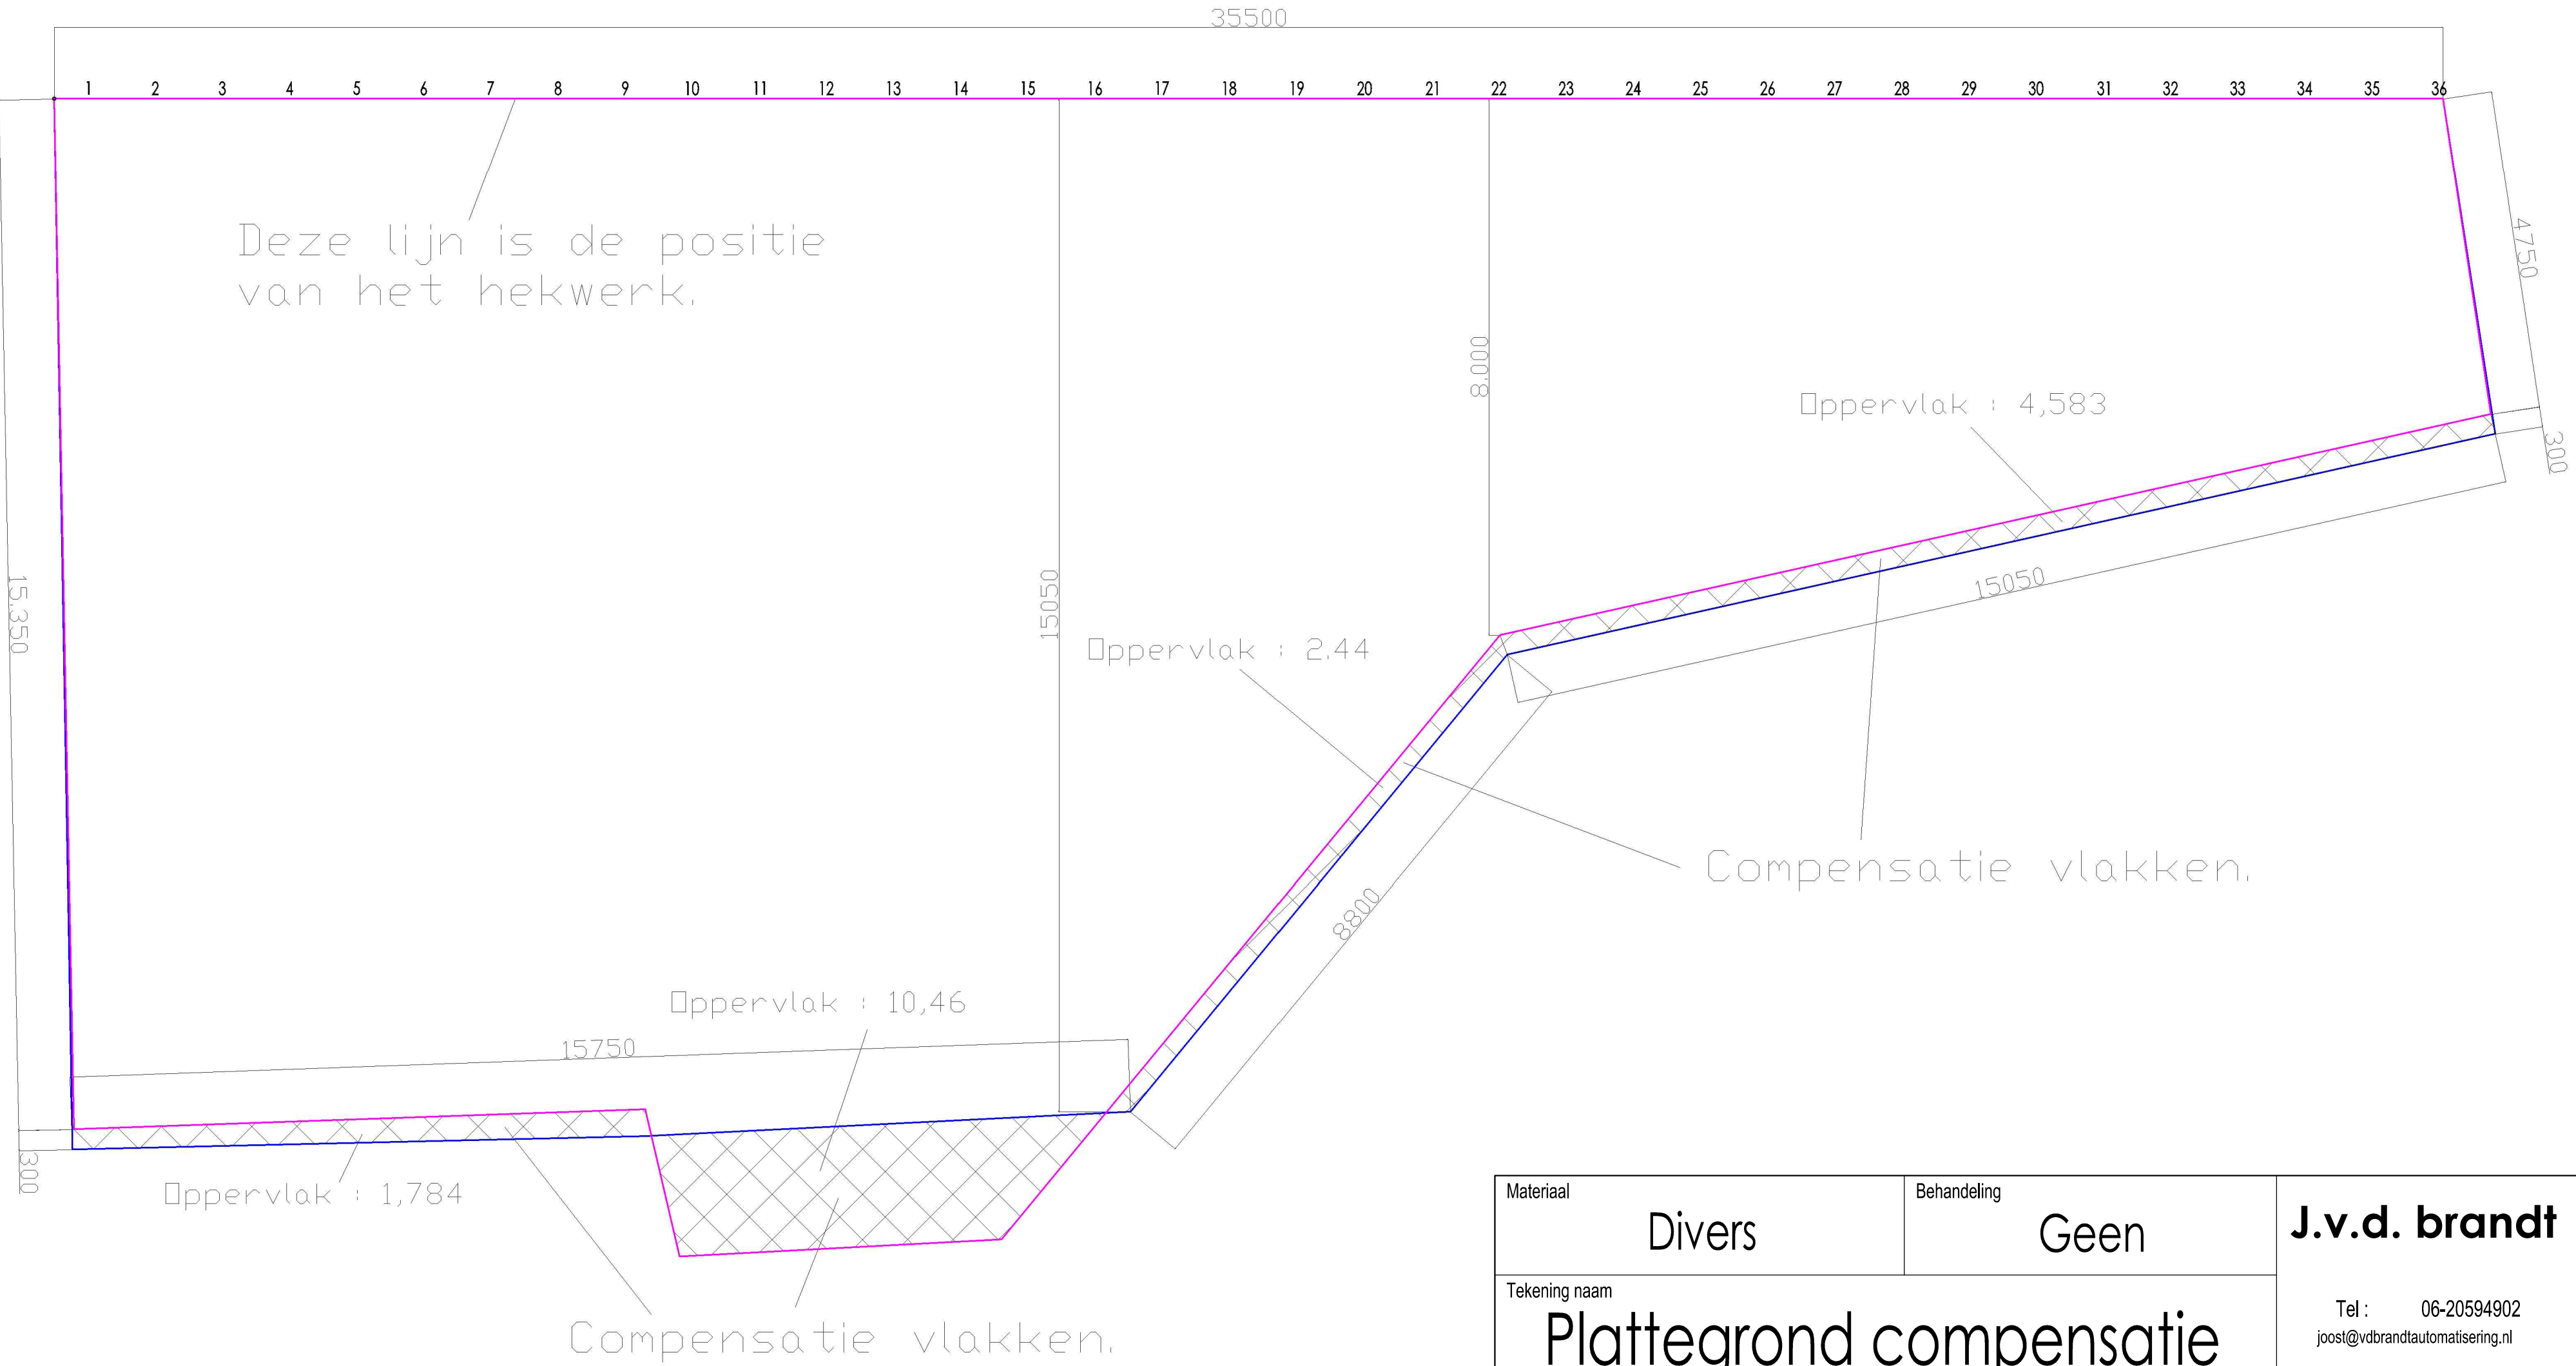 35500
1 2 3 4 5 6 7 8 9 10 11 12 13 14 15 16 17 18 19 20 21 22 23 24 25 26 27 28 29 30 31 32 33 34 35 36
Deze lijn is de positie
van het hekwerk.
4750
8.000
Oppervlak : 4,583
300
15.350
15050
15050
Oppervlak : 2.44
Compensatie vlakken.
8800
Oppervlak : 10,46
15750
300
Oppervlak : 1,784
Compensatie vlakken.
Materiaal
Divers
Behandeling
Geen
J.v.d. brandt
Tekening naam
Plattegrond compensatie
Tel : 06-20594902
joost@vdbrandtautomatisering.nl